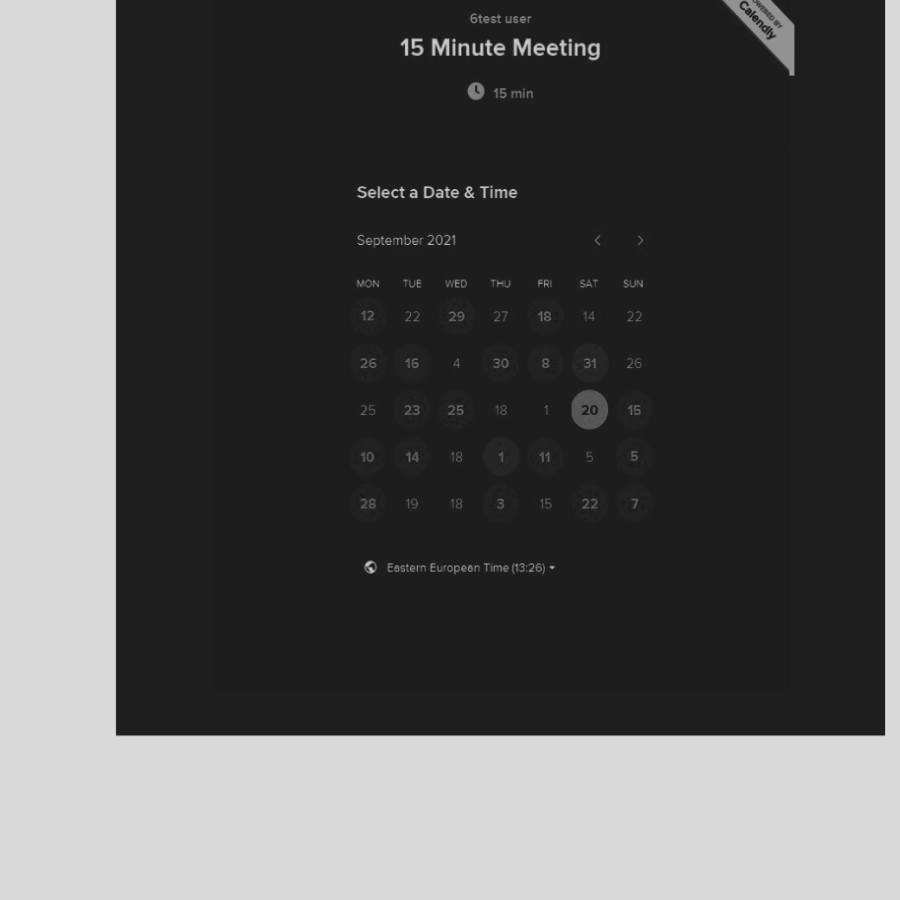 6test user
POWERED BY
Calendly
15 Minute Meeting
15 min
Select a Date & Time
September 2021
MON TUE WED THU FRI SAT SUN
12 22 29 27 18 14 22
26 16 4 30 8 31 26
25 23 25 18 1 20 15
10 14 18 1 11 5 5
28 19 18 3 15 22 7
Eastern European Time (13:26)